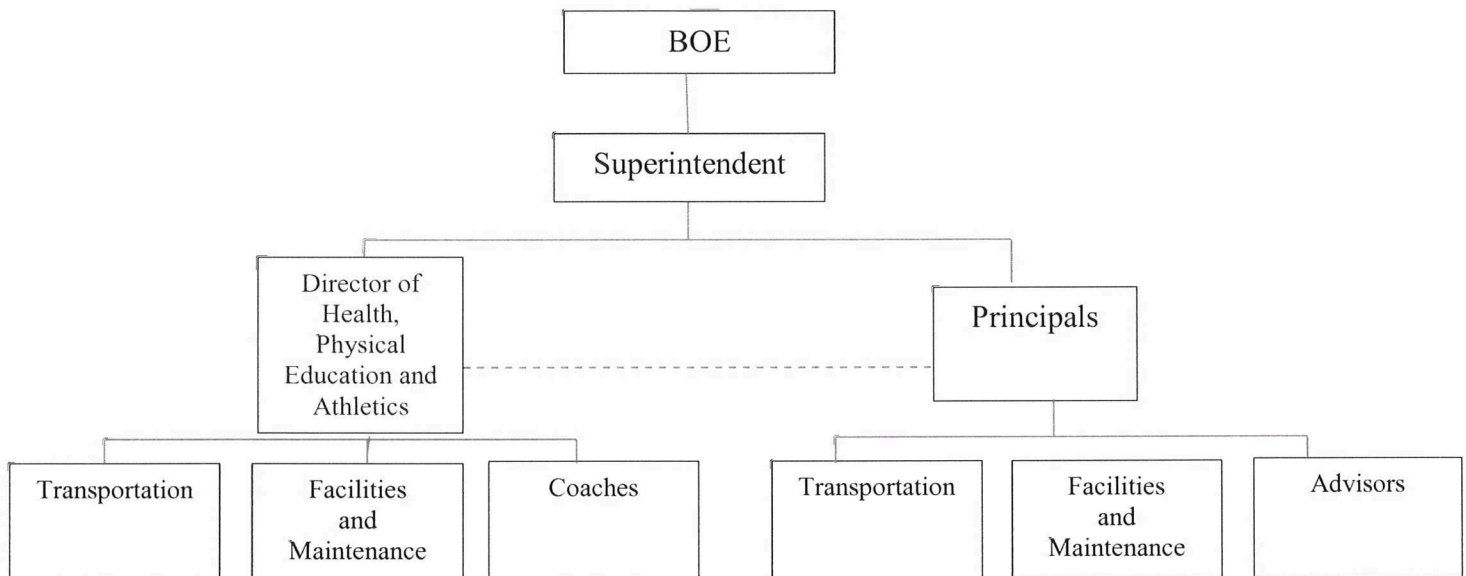 BOE
Superintendent
Director of
Health,
Physical
Education and
Athletics
Principals
Transportation
Facilities
and
Maintenance
Coaches
Transportation
Facilities
and
Maintenance
Advisors